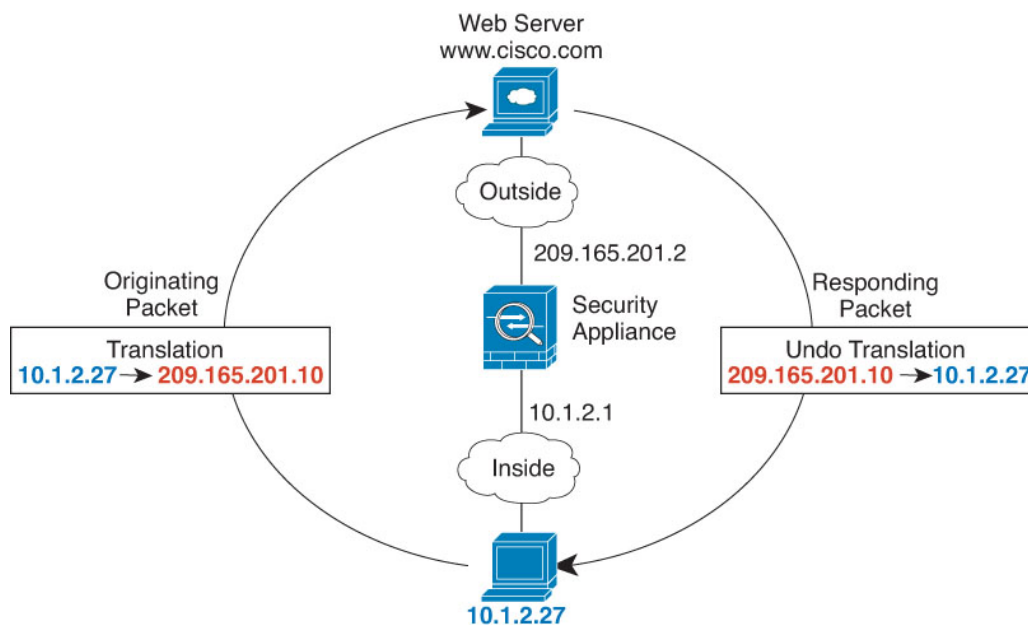 Web Server
www.cisco.com
Outside
209.165.201.2
Originating
Packet
Translation
10.1.2.27 → 209.165.201.10
Security
Appliance
Responding
Packet
Undo Translation
209.165.201.10 → 10.1.2.27
10.1.2.1
Inside
10.1.2.27